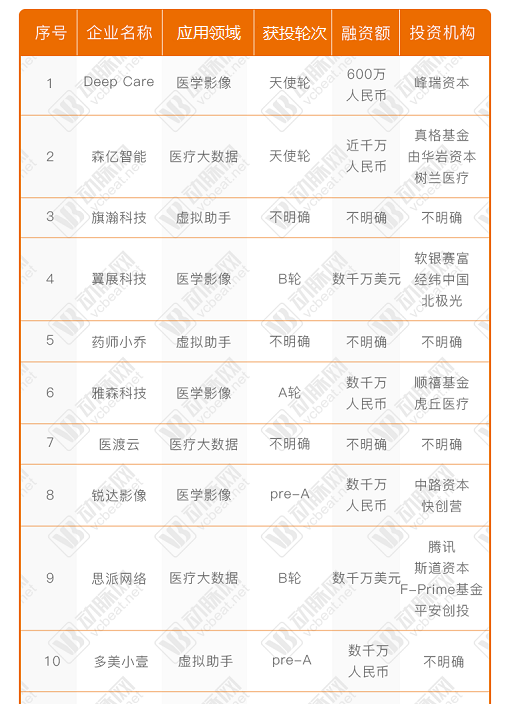 序号 企业名称 应用领域 获投轮次 融资额 投资机构
1 Deep Care 医学影像 天使轮 600万 人民币 峰瑞资本
2 森亿智能 医疗大数据 天使轮 近千万 人民币 真格基金 由华岩资本 树兰医疗
3 旗瀚科技 虚拟助手 不明确 不明确 不明确
4 翼展科技 医学影像 B轮 数千万美元 软银赛富 经纬中国 北极光
5 药师小乔 虚拟助手 不明确 不明确 不明确
6 雅森科技 医学影像 A轮 数千万 人民币 顺禧基金 虎丘医疗
7 医渡云 医疗大数据 不明确 不明确 不明确
8 锐达影像 医学影像 pre-A 数千万 人民币 中路资本 快创营
9 思派网络 医疗大数据 B轮 数千万美元 腾讯 斯道资本 F-Prime基金 平安创投
10 多美小壹 虚拟助手 pre-A 数千万 人民币 不明确
动脉网
vcbeat.net